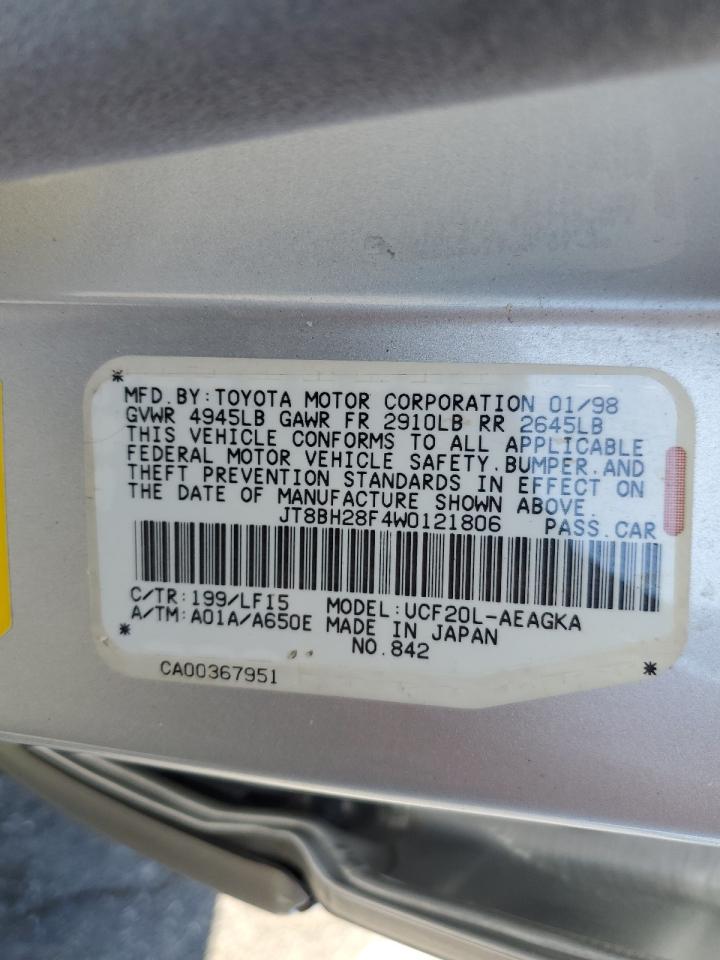 MFD.BY:TOYOTA MOTOR CORPORATION 01/98
GVWR 4945LB GAWR FR 2910LB RR 2645LB
THIS VEHICLE CONFORMS TO ALL APPLICABLE
FEDERAL MOTOR VEHICLE SAFETY.BUMPER.AND
THEFT PREVENTION STANDARDS IN EFFECT ON
THE DATE OF MANUFACTURE SHOWN ABOVE.
JT8BH28F4W0121806 PASS.CAR
C/TR:199/LF15 MODEL:UCF20L-AEAGKA
A/TM:A01A/A650E MADE IN JAPAN
NO.842
CA00367951